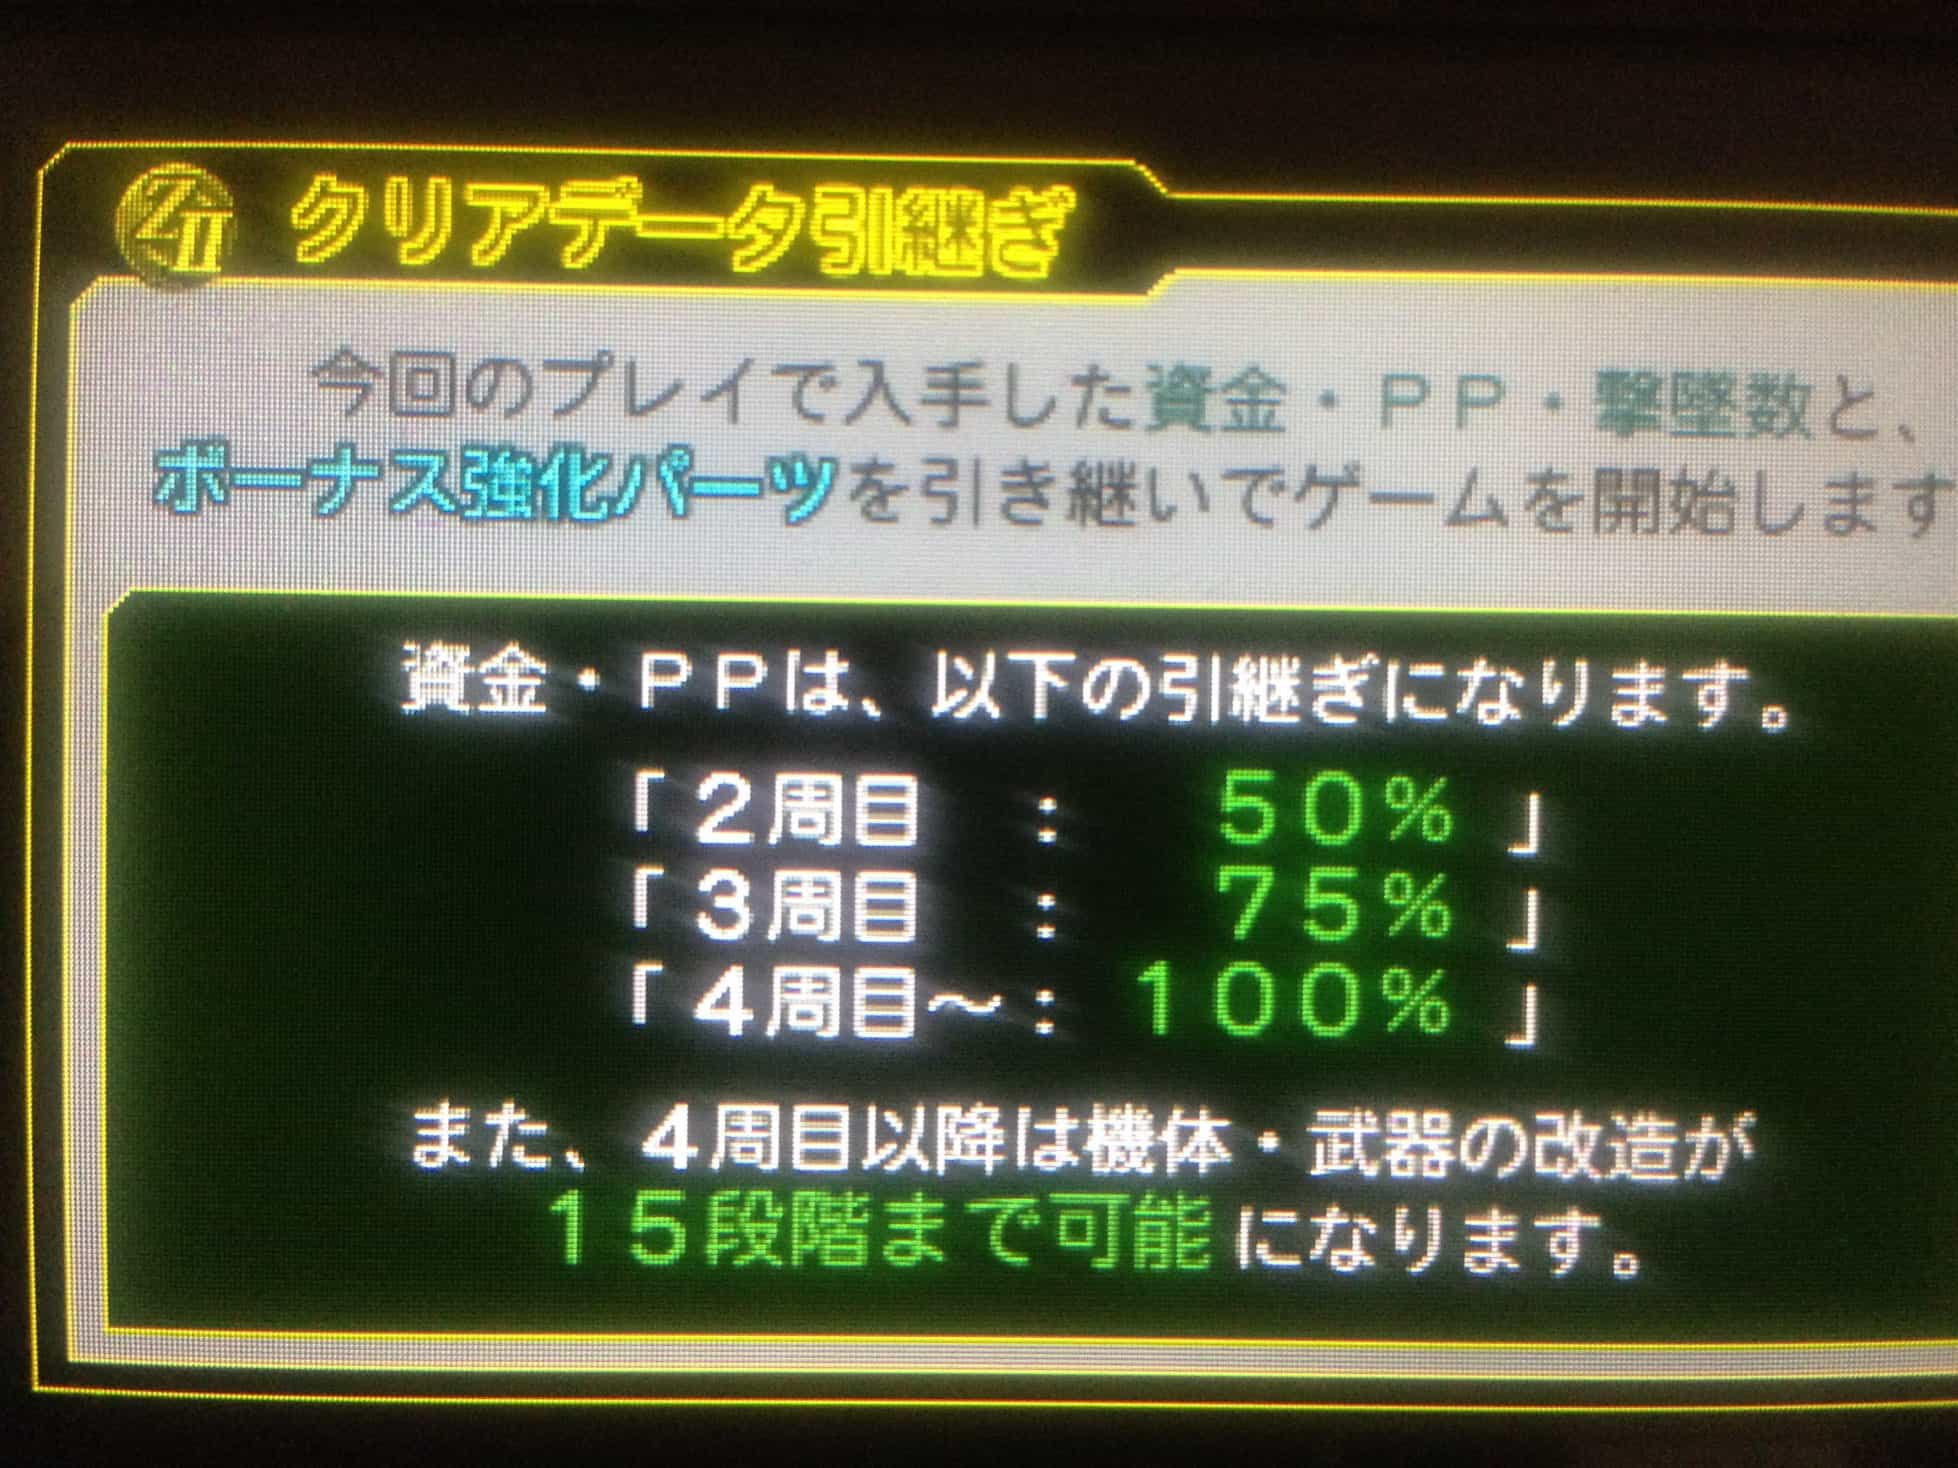 ZII クリアデータ引継ぎ
今回のプレイで入手した資金・ＰＰ・撃墜数と、
ボーナス強化パーツを引き継いでゲームを開始します
資金・ＰＰは、以下の引継ぎになります。
「２周目　：　５０％」
「３周目　：　７５％」
「４周目～：１００％」
また、４周目以降は機体・武器の改造が
１５段階まで可能になります。